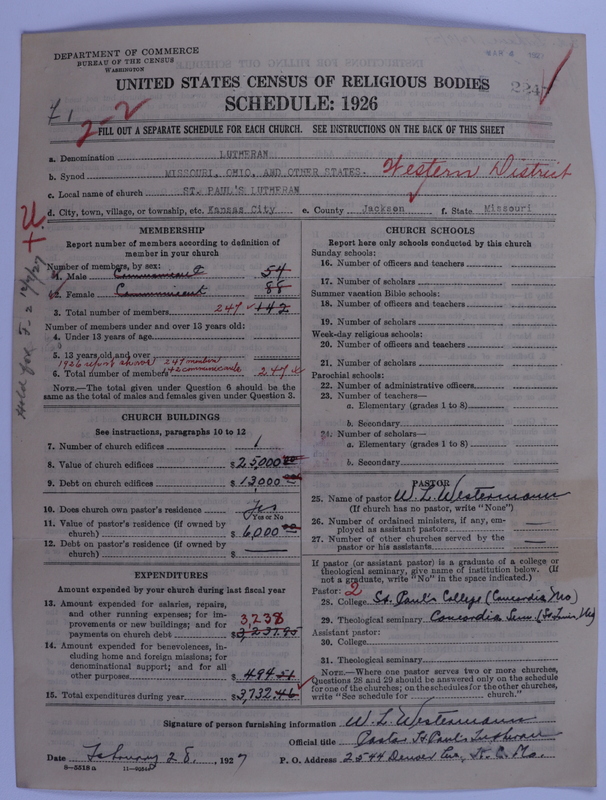 DEPARTMENT OF COMMERCE
BUREAU OF THE CENSUS
WASHINGTON
UNITED STATES CENSUS OF RELIGIOUS BODIES
SCHEDULE: 1926
2-2
FILL OUT A SEPARATE SCHEDULE FOR EACH CHURCH. SEE INSTRUCTIONS ON THE BACK OF THIS SHEET
a. Denomination LUTHERAN
b. Synod MISSOURI, OHIO, AND OTHER STATES. Western District
c. Local name of church ST. PAUL'S LUTHERAN
d. City, town, village, or township, etc. Kansas City e. County Jackson f. State Missouri
MEMBERSHIP
Report number of members according to definition of member in your church
Number of members, by sex:
1. Male Communicant 54
2. Female Communicant 88
3. Total number of members 247 142
Number of members under and over 13 years old:
4. Under 13 years of age
5. 13 years old and over
1926 report shows 247 members
6. Total number of members 142 communicants 247
NOTE.—The total given under Question 6 should be the same as the total of males and females given under Question 3.
CHURCH BUILDINGS
See instructions, paragraphs 10 to 12
7. Number of church edifices 1
8. Value of church edifices $25,000 00
9. Debt on church edifices $13,000
10. Does church own pastor's residence Yes
Yes or No
11. Value of pastor's residence (if owned by church) $6,000 00
12. Debt on pastor's residence (if owned by church) $ —
EXPENDITURES
Amount expended by church during last fiscal year
13. Amount expended for salaries, repairs, and other running expenses; for improvements or new buildings; and for payments on church debt 3,238 $3,237.95
14. Amount expended for benevolences, including home and foreign missions; for denominational support; and for all other purposes $494 51
15. Total expenditures during year $3,732.46
CHURCH SCHOOLS
Report here only schools conducted by this church
Sunday schools:
16. Number of officers and teachers
17. Number of scholars
Summer vacation Bible schools:
18. Number of officers and teachers
19. Number of scholars
Week-day religious schools:
20. Number of officers and teachers
21. Number of scholars
Parochial schools:
22. Number of administrative officers
23. Number of teachers—
a. Elementary (grades 1 to 8)
b. Secondary
24. Number of scholars—
a. Elementary (grades 1 to 8)
b. Secondary
PASTOR
25. Name of pastor W. L. Westermann
(If church has no pastor, write "None")
26. Number of ordained ministers, if any, employed as assistant pastors —
27. Number of other churches served by the pastor or his assistants —
If pastor (or assistant pastor) is a graduate of a college or theological seminary, give name of institution below. (If not a graduate, write "No" in the space indicated.)
Pastor: 2
28. College St. Paul's College (Concordia, Mo)
29. Theological seminary Concordia Sem. (St. Louis, Mo)
Assistant pastor:
30. College
31. Theological seminary
NOTE.—Where one pastor serves two or more churches, Questions 28 and 29 should be answered only on the schedule for one of the churches; on the schedules for the other churches, write "See schedule for church."
Signature of person furnishing information W. L. Westermann
Official title Pastor St. Pauls Lutheran
Date February 28, 1927 P. O. Address 2544 Denver Ave, K. C. Mo.
8—5518 a